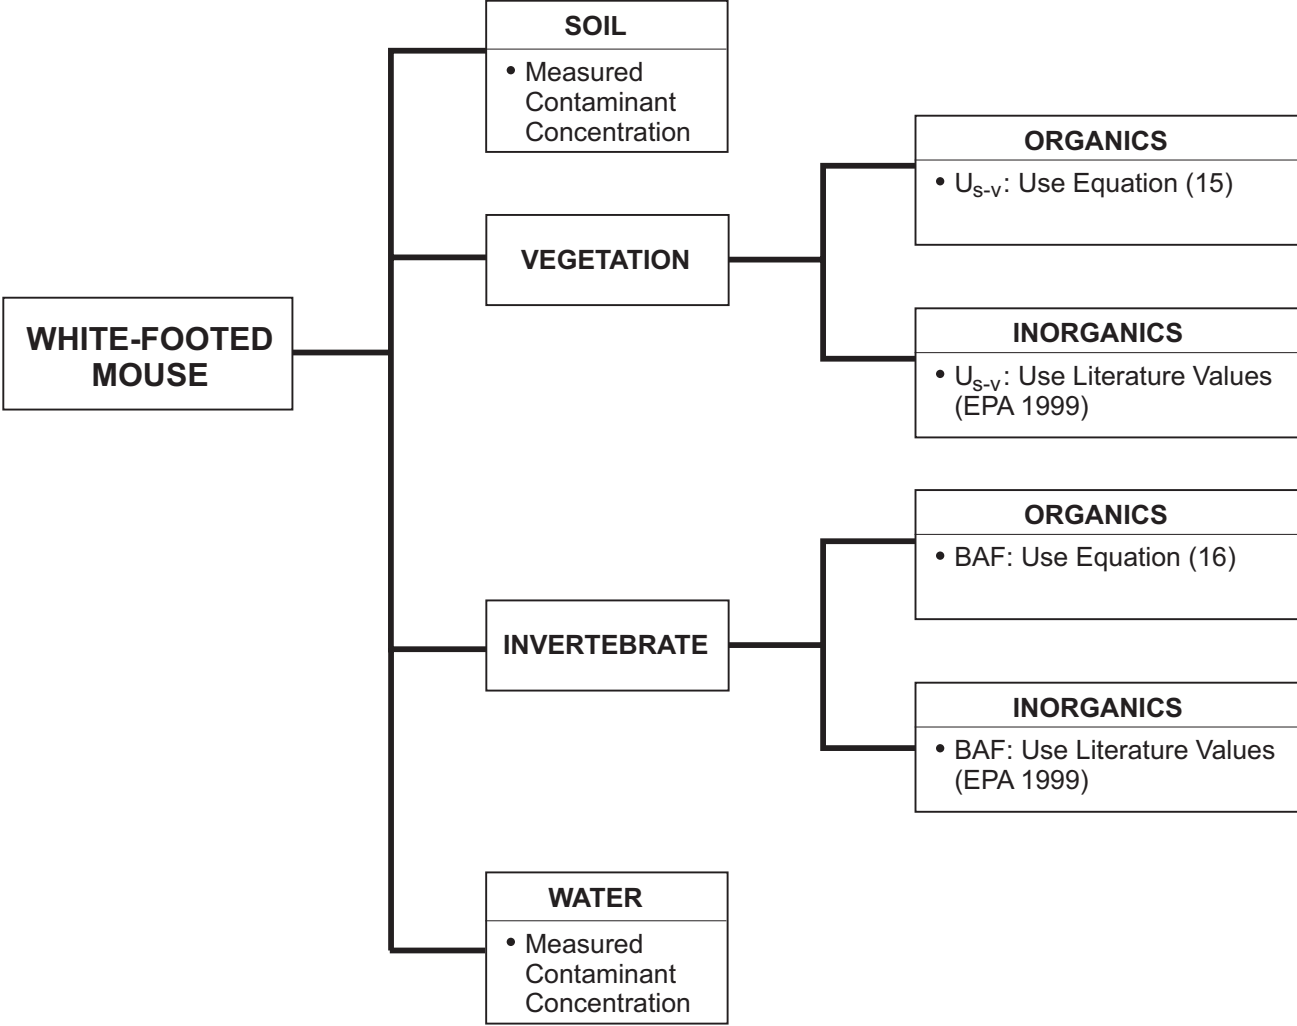 WHITE-FOOTED
MOUSE
SOIL
• Measured
Contaminant
Concentration
VEGETATION
ORGANICS
• Us-v: Use Equation (15)
INORGANICS
• Us-v: Use Literature Values
(EPA 1999)
INVERTEBRATE
ORGANICS
• BAF: Use Equation (16)
INORGANICS
• BAF: Use Literature Values
(EPA 1999)
WATER
• Measured
Contaminant
Concentration